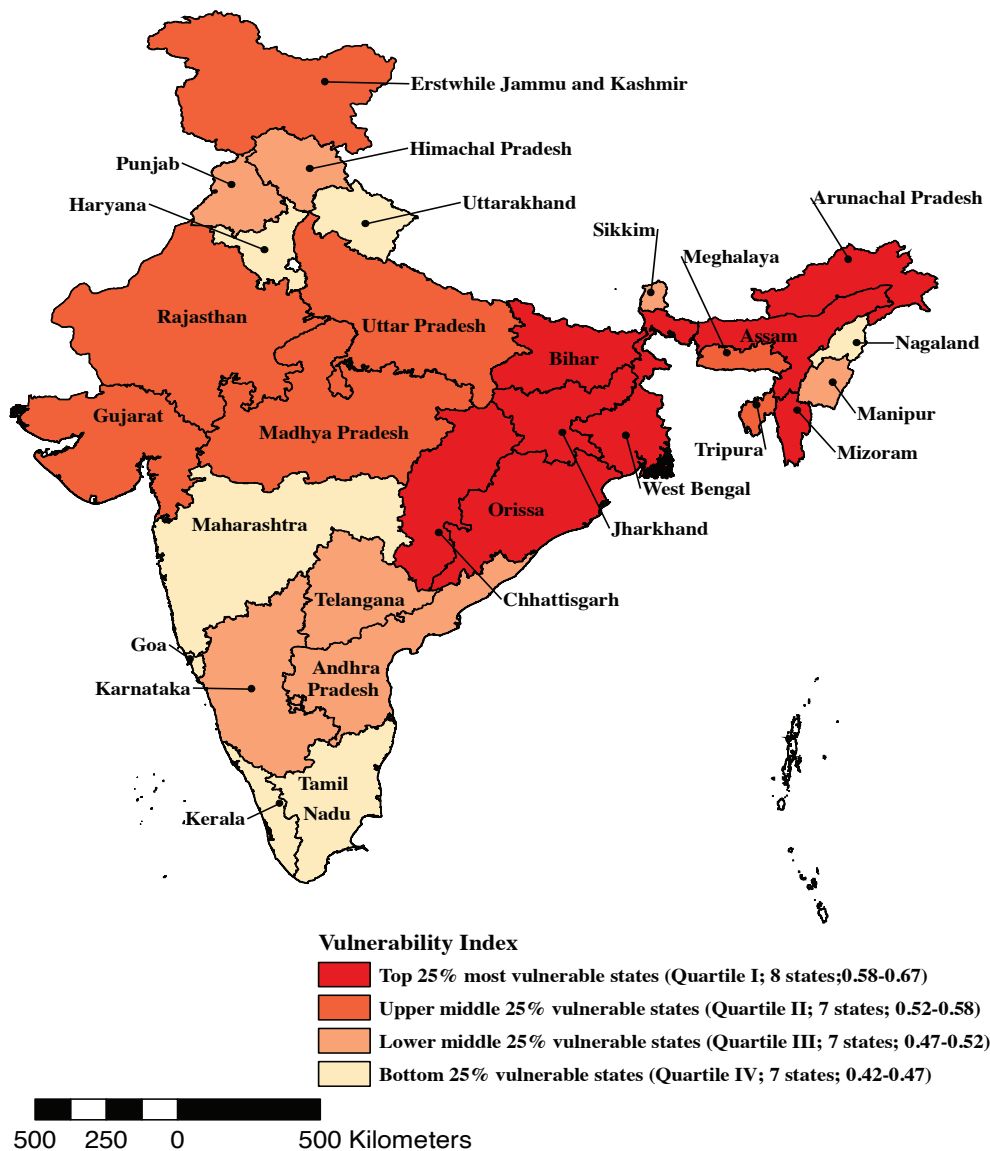 Erstwhile Jammu and Kashmir
Himachal Pradesh
Punjab
Arunachal Pradesh
Haryana
Uttarakhand
Sikkim
Meghalaya
Rajasthan
Uttar Pradesh
Assam
Nagaland
Bihar
Gujarat
Manipur
Madhya Pradesh
Tripura
Mizoram
West Bengal
Orissa
Maharashtra
Jharkhand
Telangana
Chhattisgarh
Goa
Andhra
Pradesh
Karnataka
Tamil
Nadu
Kerala
Vulnerability Index
Top 25% most vulnerable states (Quartile I; 8 states;0.58-0.67)
Upper middle 25% vulnerable states (Quartile II; 7 states; 0.52-0.58)
Lower middle 25% vulnerable states (Quartile III; 7 states; 0.47-0.52)
Bottom 25% vulnerable states (Quartile IV; 7 states; 0.42-0.47)
500 250 0 500 Kilometers